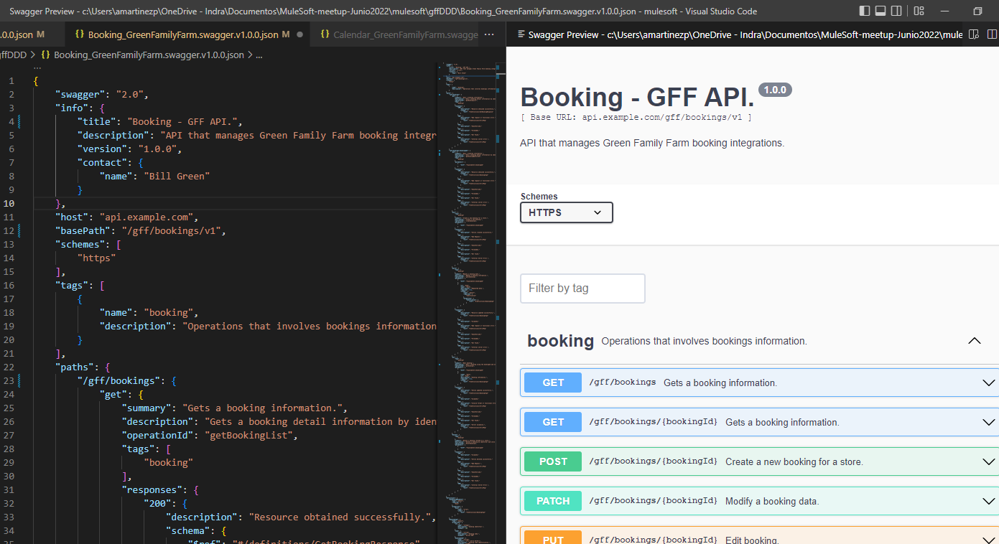 Swagger Preview - c:\Users\amartinezp\OneDrive - Indra\Documentos\MuleSoft-meetup-Junio2022\mulesoft\gffDDD\Booking_GreenFamilyFarm.swagger.v1.0.0.json - mulesoft - Visual Studio Code
.0.0.json M
{} Booking_GreenFamilyFarm.swagger.v1.0.0.json M ●
{} Calendar_GreenFamilyFarm.swagge
...
gffDDD > {} Booking_GreenFamilyFarm.swagger.v1.0.0.json > ...
...
1 {
2 "swagger": "2.0",
3 "info": {
4 "title": "Booking - GFF API.",
5 "description": "API that manages Green Family Farm booking integr
6 "version": "1.0.0",
7 "contact": {
8 "name": "Bill Green"
9 }
10 },
11 "host": "api.example.com",
12 "basePath": "/gff/bookings/v1",
13 "schemes": [
14 "https"
15 ],
16 "tags": [
17 {
18 "name": "booking",
19 "description": "Operations that involves bookings information
20 }
21 ],
22 "paths": {
23 "/gff/bookings": {
24 "get": {
25 "summary": "Gets a booking information.",
26 "description": "Gets a booking detail information by iden
27 "operationId": "getBookingList",
28 "tags": [
29 "booking"
30 ],
31 "responses": {
32 "200": {
33 "description": "Resource obtained successfully.",
34 "schema": {
35 "$ref": "#/definitions/GetBookingResponse"
Swagger Preview - c:\Users\amartinezp\OneDrive - Indra\Documentos\MuleSoft-meetup-Junio2022\mule
Booking - GFF API. 1.0.0
[ Base URL: api.example.com/gff/bookings/v1 ]
API that manages Green Family Farm booking integrations.
Schemes
HTTPS
Filter by tag
booking Operations that involves bookings information.
GET /gff/bookings Gets a booking information.
GET /gff/bookings/{bookingId} Gets a booking information.
POST /gff/bookings/{bookingId} Create a new booking for a store.
PATCH /gff/bookings/{bookingId} Modify a booking data.
PUT /gff/bookings/{bookingId} Edit booking.